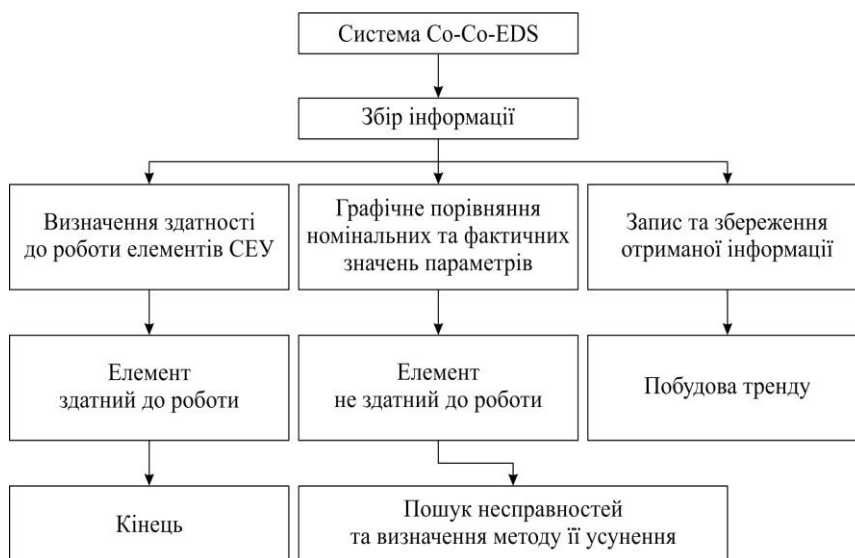 Система Co-Co-EDS
Збір інформації
Визначення здатності
до роботи елементів СЕУ
Графічне порівняння
номінальних та фактичних
значень параметрів
Запис та збереження
отриманої інформації
Елемент
здатний до роботи
Елемент
не здатний до роботи
Побудова тренду
Кінець
Пошук несправностей
та визначення методу її усунення